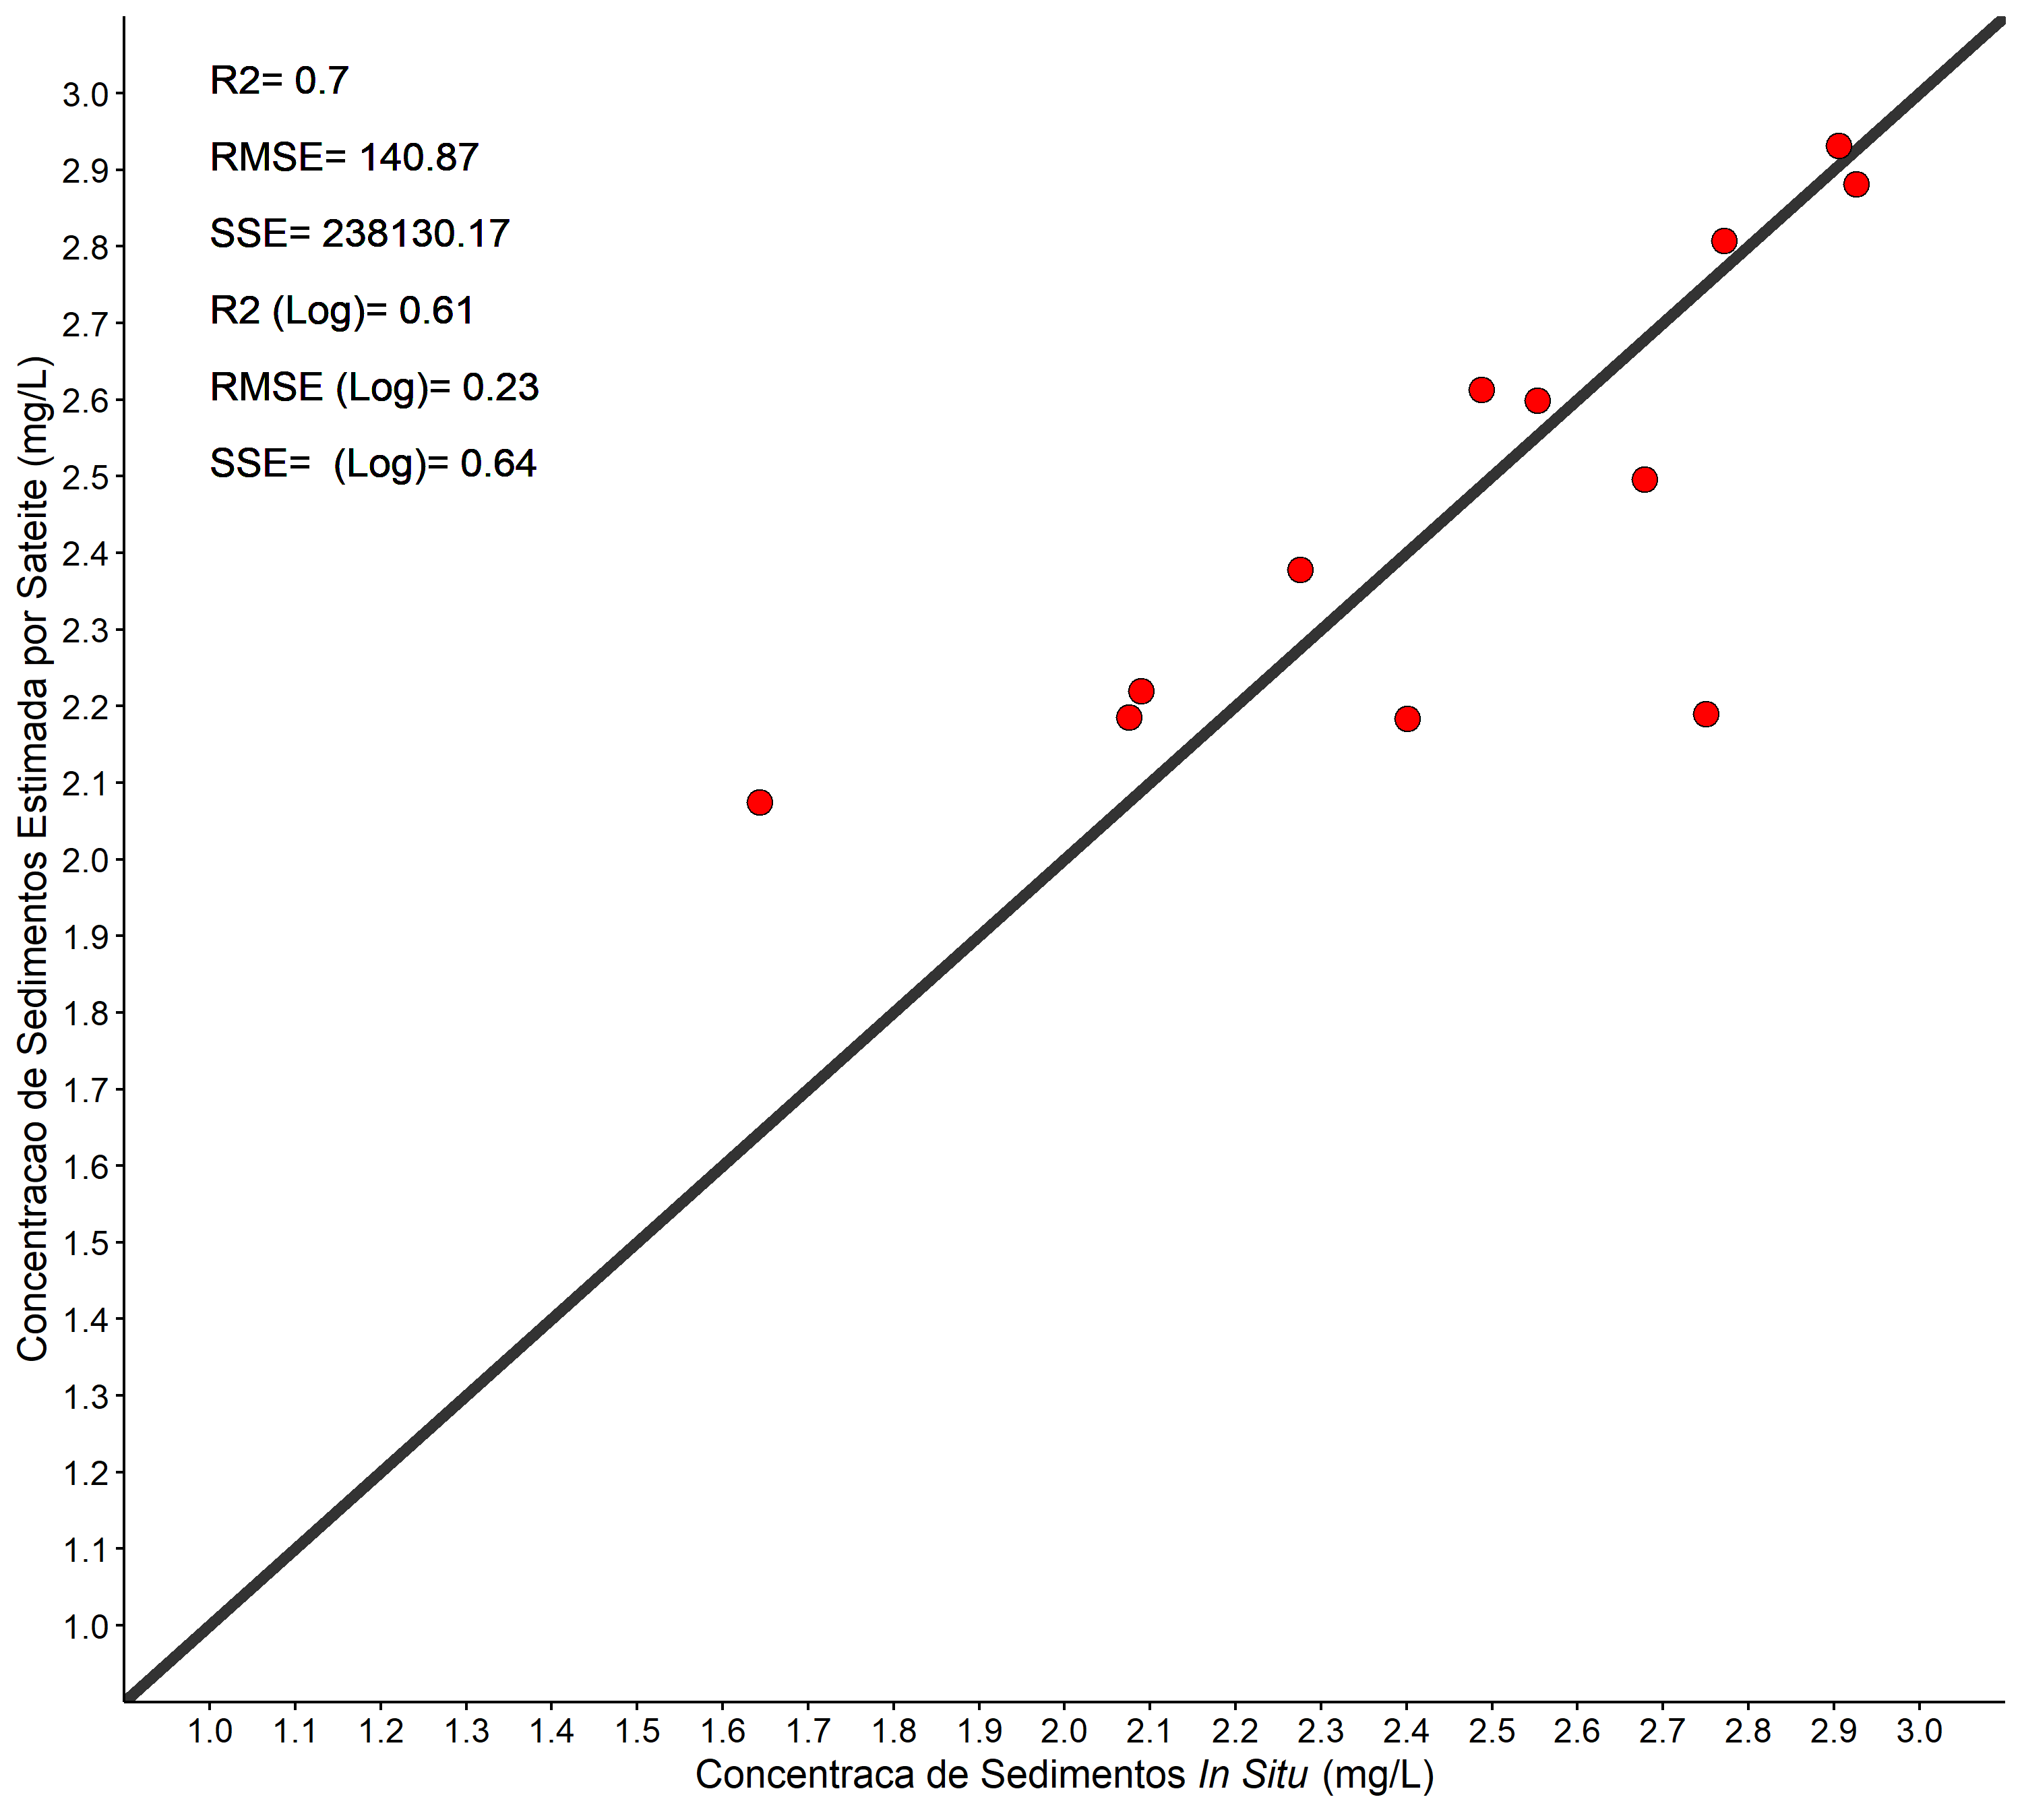 R2= 0.7
RMSE= 140.87
SSE= 238130.17
R2 (Log)= 0.61
RMSE (Log)= 0.23
SSE=  (Log)= 0.64
Concentracao de Sedimentos Estimada por Sateite (mg/L)
3.0
2.9
2.8
2.7
2.6
2.5
2.4
2.3
2.2
2.1
2.0
1.9
1.8
1.7
1.6
1.5
1.4
1.3
1.2
1.1
1.0
1.0 1.1 1.2 1.3 1.4 1.5 1.6 1.7 1.8 1.9 2.0 2.1 2.2 2.3 2.4 2.5 2.6 2.7 2.8 2.9 3.0
Concentraca de Sedimentos In Situ (mg/L)